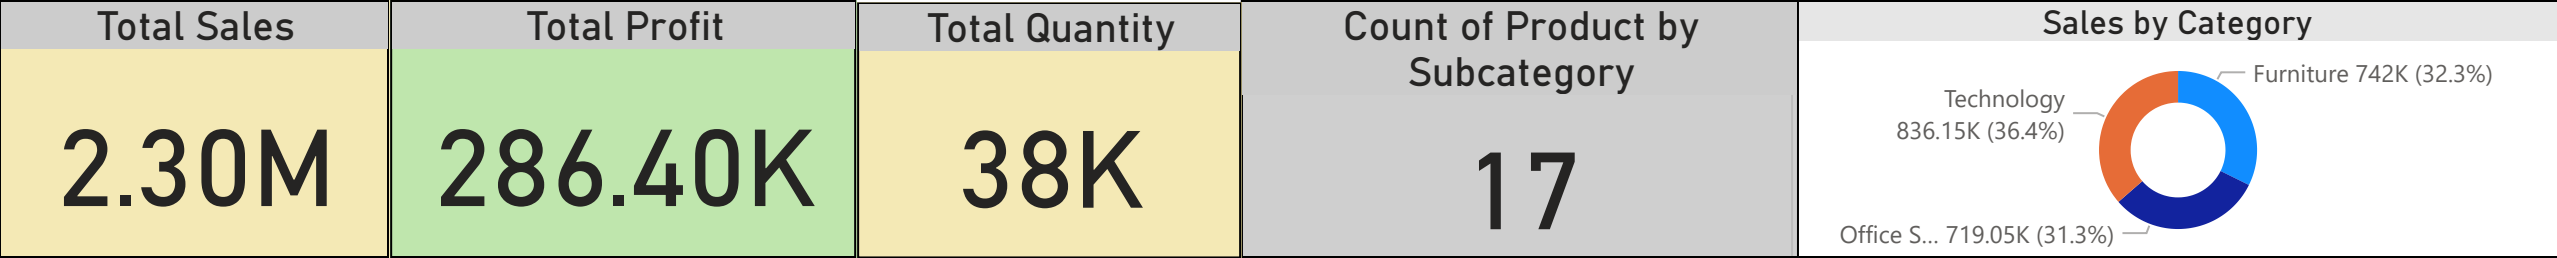 Total Sales
2.30M
Total Profit
286.40K
Total Quantity
38K
Count of Product by
Subcategory
17
Sales by Category
Furniture 742K (32.3%)
Technology
836.15K (36.4%)
Office S... 719.05K (31.3%)